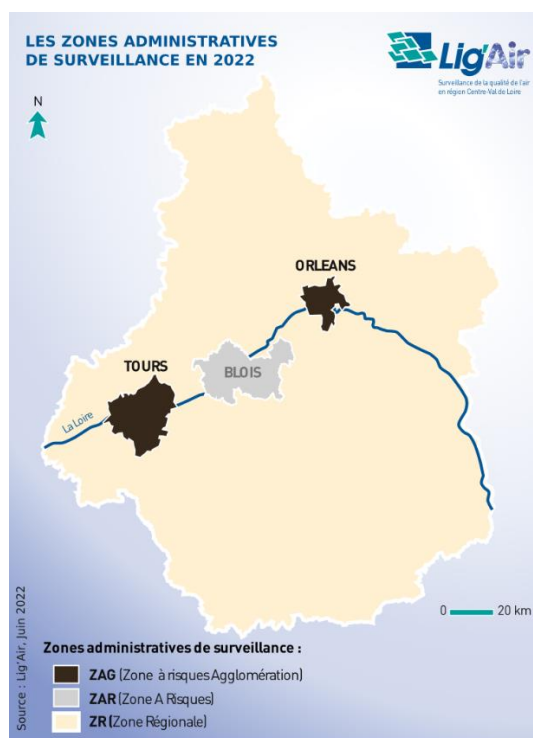 LES ZONES ADMINISTRATIVES
DE SURVEILLANCE EN 2022
Lig'Air
Surveillance de la qualité de l'air
en région Centre-Val de Loire
N
ORLEANS
TOURS
BLOIS
La Loire
0 20 km
Source : Lig'Air, Juin 2022
Zones administratives de surveillance :
ZAG (Zone à risques Agglomération)
ZAR (Zone A Risques)
ZR (Zone Régionale)